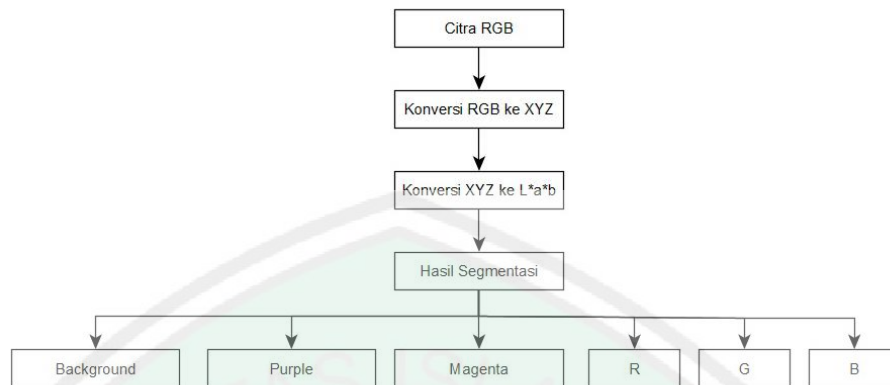 Citra RGB
Konversi RGB ke XYZ
Konversi XYZ ke L*a*b
Hasil Segmentasi
Background
Purple
Magenta
R
G
B